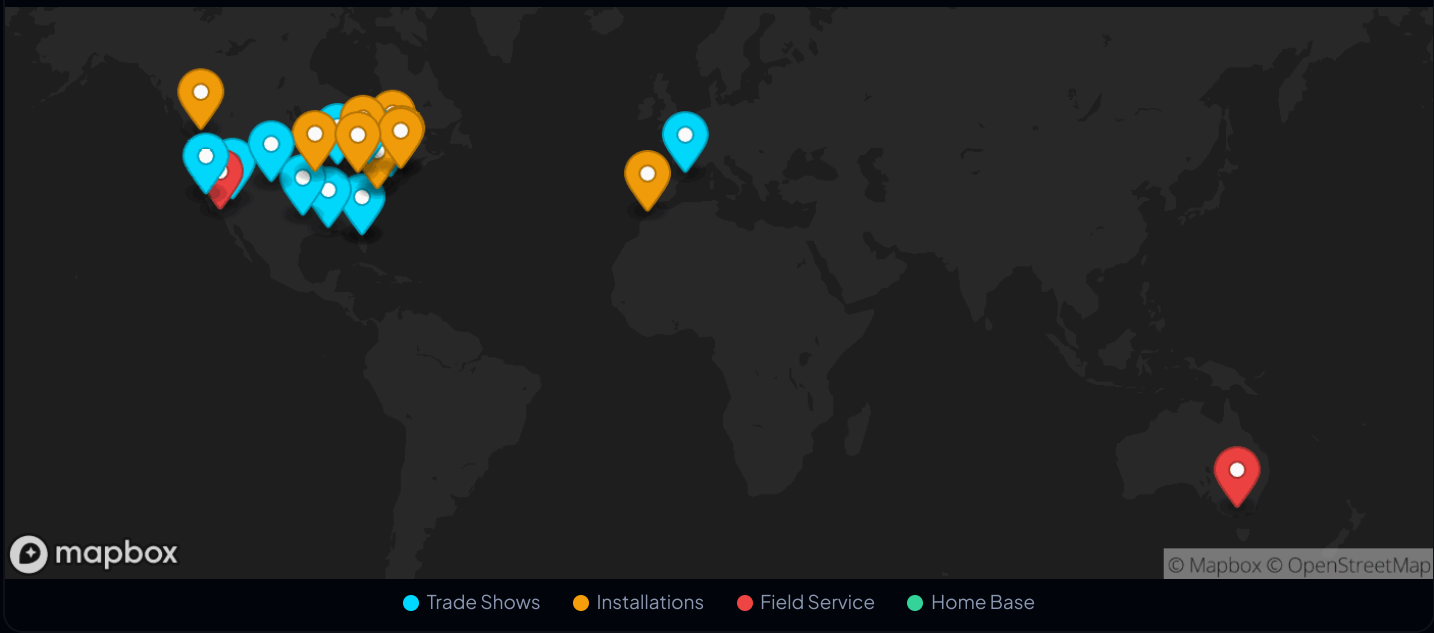 mapbox
© Mapbox © OpenStreetMap
Trade Shows
Installations
Field Service
Home Base